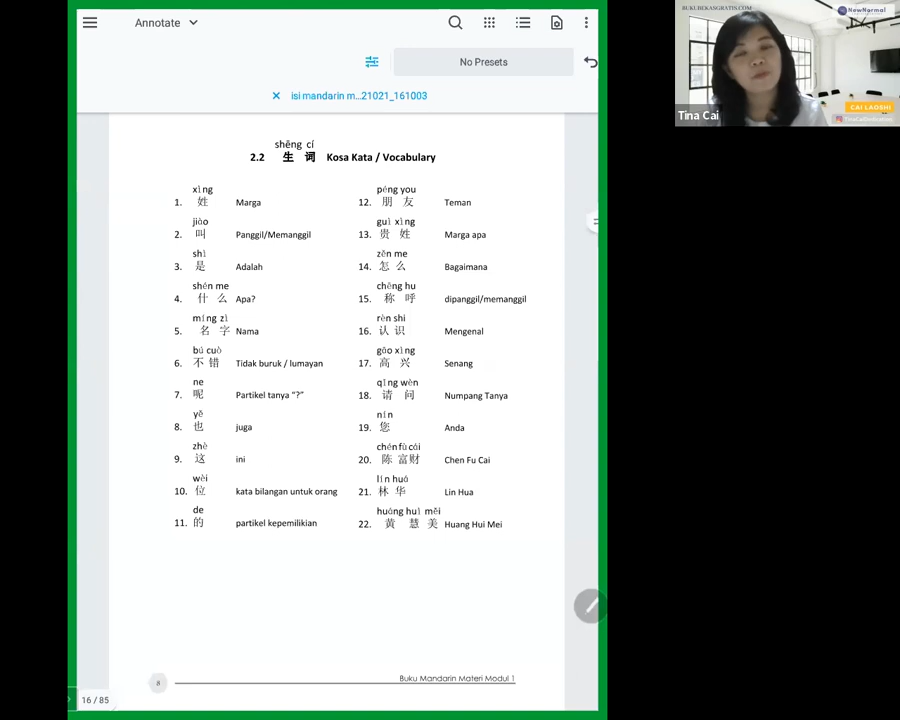 Annotate
No Presets
isi mandarin m...21021_161003
shēng cí
2.2 生 词 Kosa Kata / Vocabulary
xìng
1. 姓 Marga
jiào
2. 叫 Panggil/Memanggil
shì
3. 是 Adalah
shén me
4. 什 么 Apa?
míng zì
5. 名 字 Nama
bú cuò
6. 不 错 Tidak buruk / lumayan
ne
7. 呢 Partikel tanya "?"
yě
8. 也 juga
zhè
9. 这 ini
wèi
10. 位 kata bilangan untuk orang
de
11. 的 partikel kepemilikian
péng you
12. 朋 友 Teman
guì xìng
13. 贵 姓 Marga apa
zěn me
14. 怎 么 Bagaimana
chēng hu
15. 称 呼 dipanggil/memanggil
rèn shi
16. 认 识 Mengenal
gāo xìng
17. 高 兴 Senang
qǐng wèn
18. 请 问 Numpang Tanya
nín
19. 您 Anda
chén fù cái
20. 陈 富 财 Chen Fu Cai
lín huá
21. 林 华 Lin Hua
huáng huì měi
22. 黄 慧 美 Huang Hui Mei
8
Buku Mandarin Materi Modul 1
16 / 85
BUKUBEKASGRATIS.COM
NewNormal
CAI LAOSHI
Tina Cai